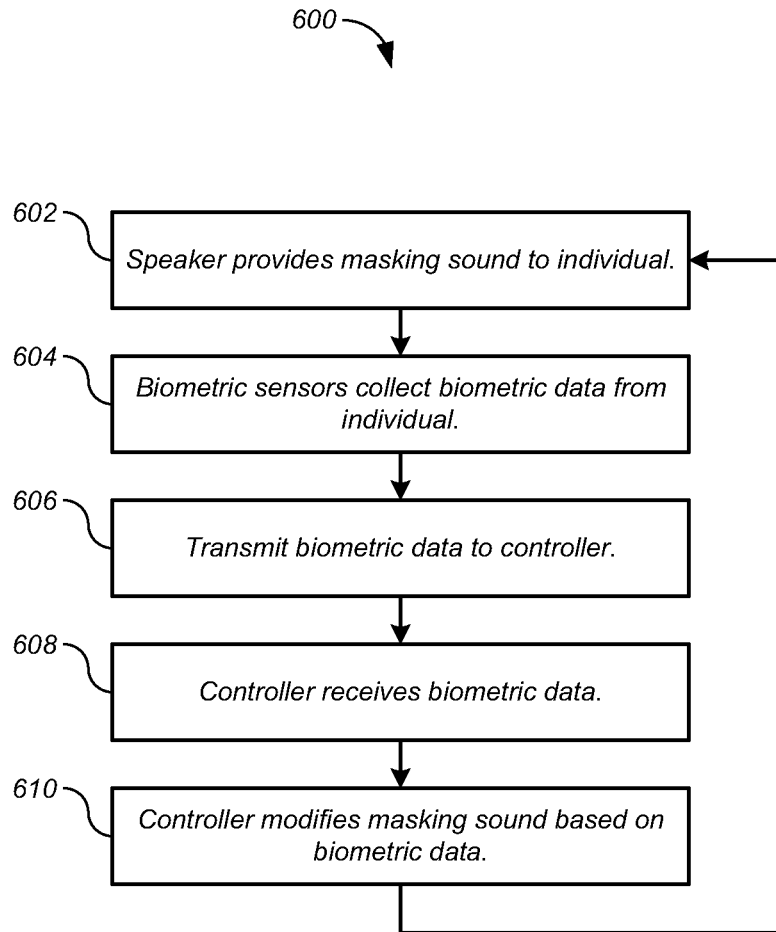 600
602
Speaker provides masking sound to individual.
604
Biometric sensors collect biometric data from
individual.
606
Transmit biometric data to controller.
608
Controller receives biometric data.
610
Controller modifies masking sound based on
biometric data.